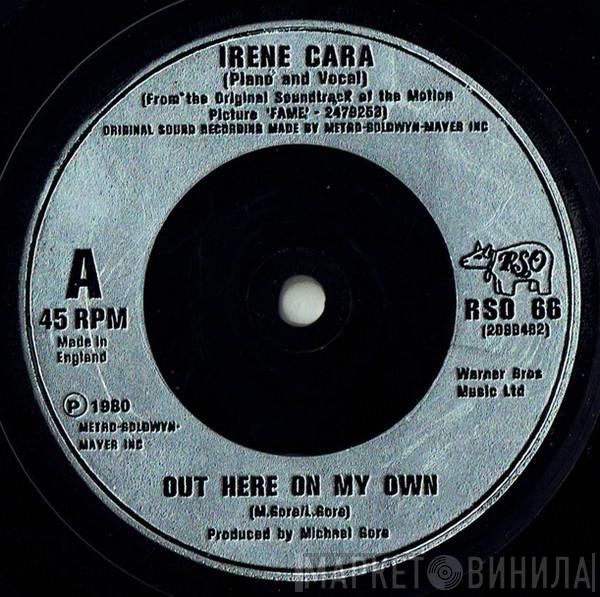 IRENE CARA
(Piano and Vocal)
(From the Original Soundtrack of the Motion
Picture 'FAME' - 2479253)
ORIGINAL SOUND RECORDING MADE BY METRO-GOLDWYN-MAYER INC
A
45 RPM
Made in
England
RSO
RSO 66
(2090482)
Warner Bros
Music Ltd
Ⓟ 1980
METRO-GOLDWYN-
MAYER INC
OUT HERE ON MY OWN
(M.Gore/L.Gore)
Produced by Michael Gore
МАРКЕТ ВИНИЛА